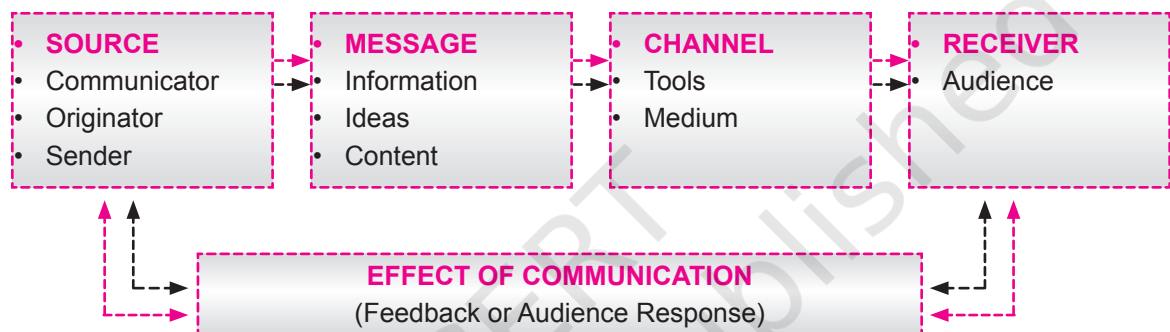 • SOURCE
• Communicator
• Originator
• Sender
• MESSAGE
• Information
• Ideas
• Content
• CHANNEL
• Tools
• Medium
• RECEIVER
• Audience
EFFECT OF COMMUNICATION
(Feedback or Audience Response)